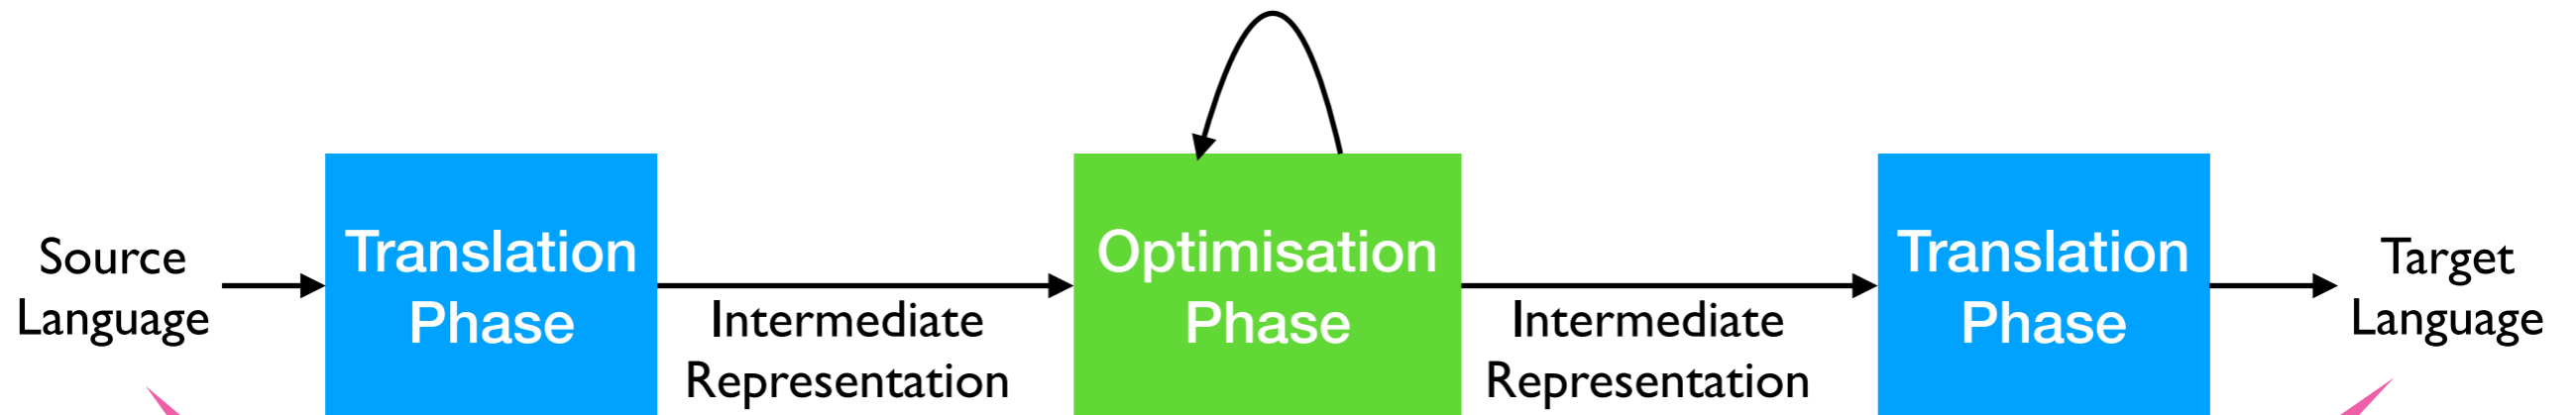 Source
Language
Translation
Phase
Intermediate
Representation
Optimisation
Phase
Intermediate
Representation
Translation
Phase
Target
Language